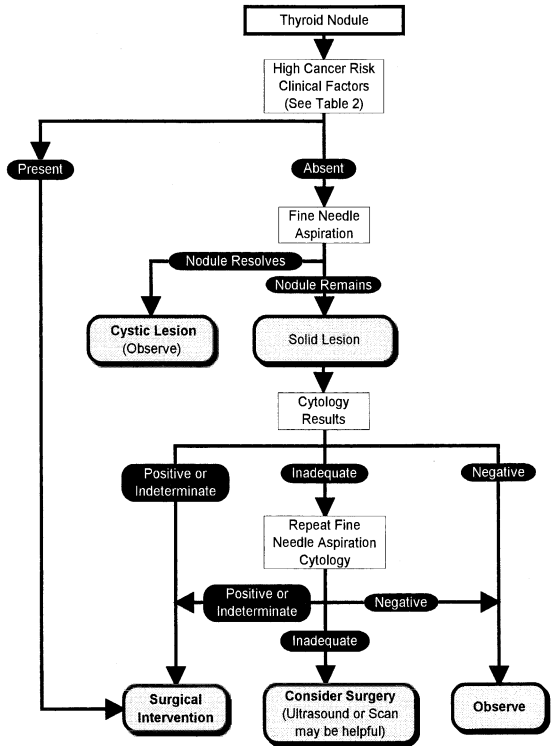 Thyroid Nodule
High Cancer Risk
Clinical Factors
(See Table 2)
Present
Absent
Fine Needle
Aspiration
Nodule Resolves
Nodule Remains
Cystic Lesion
(Observe)
Solid Lesion
Cytology
Results
Positive or
Indeterminate
Inadequate
Negative
Repeat Fine
Needle Aspiration
Cytology
Positive or
Indeterminate
Negative
Inadequate
Surgical
Intervention
Consider Surgery
(Ultrasound or Scan
may be helpful)
Observe